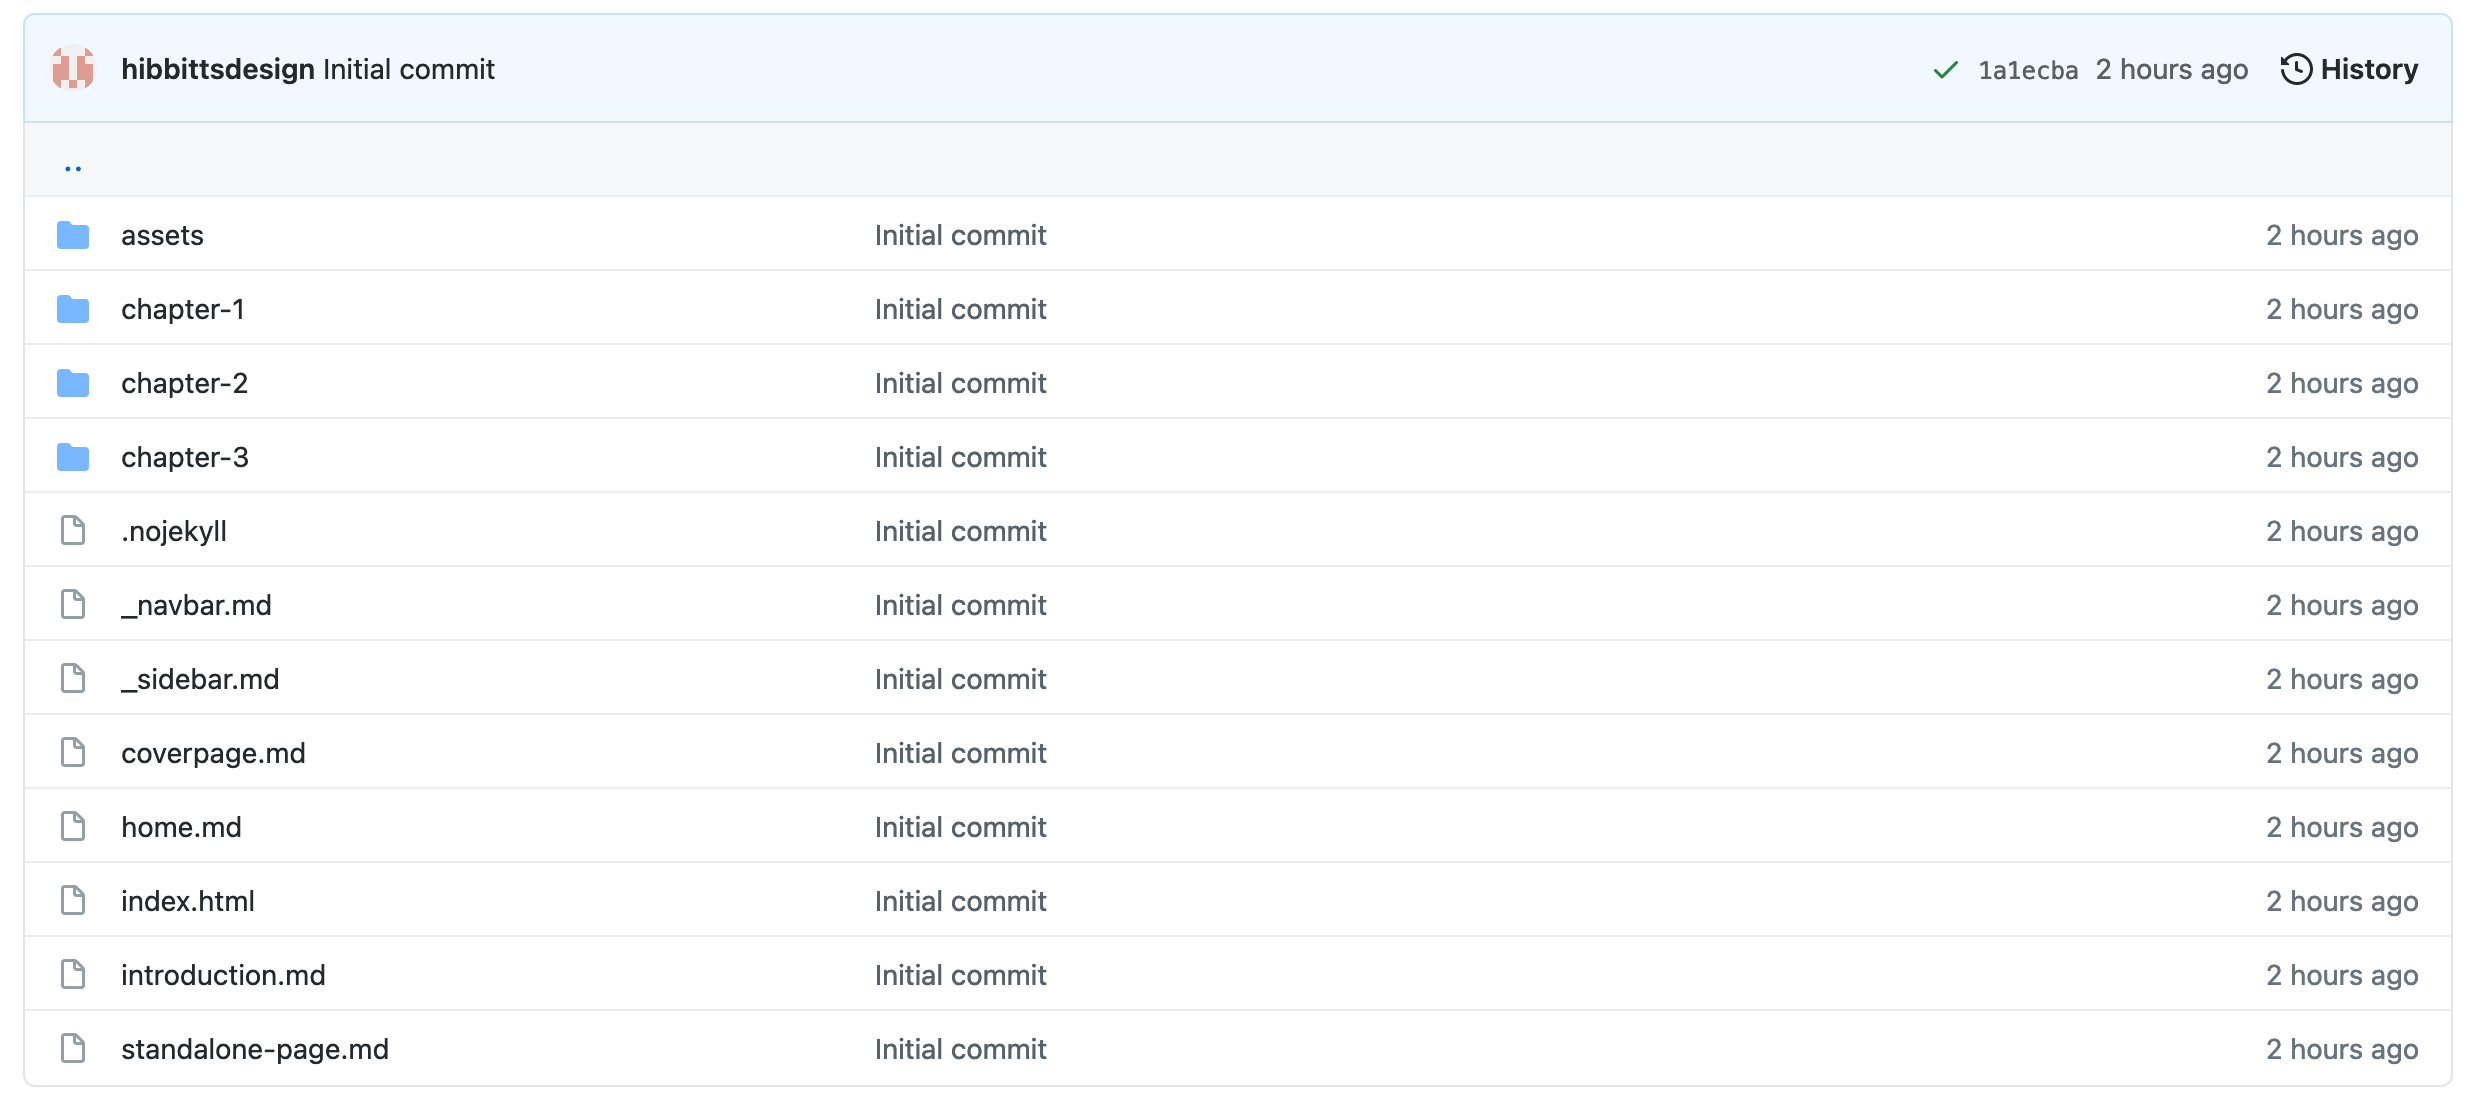 hibbittsdesign Initial commit 1a1ecba 2 hours ago History
..
assets Initial commit 2 hours ago
chapter-1 Initial commit 2 hours ago
chapter-2 Initial commit 2 hours ago
chapter-3 Initial commit 2 hours ago
.nojekyll Initial commit 2 hours ago
_navbar.md Initial commit 2 hours ago
_sidebar.md Initial commit 2 hours ago
coverpage.md Initial commit 2 hours ago
home.md Initial commit 2 hours ago
index.html Initial commit 2 hours ago
introduction.md Initial commit 2 hours ago
standalone-page.md Initial commit 2 hours ago